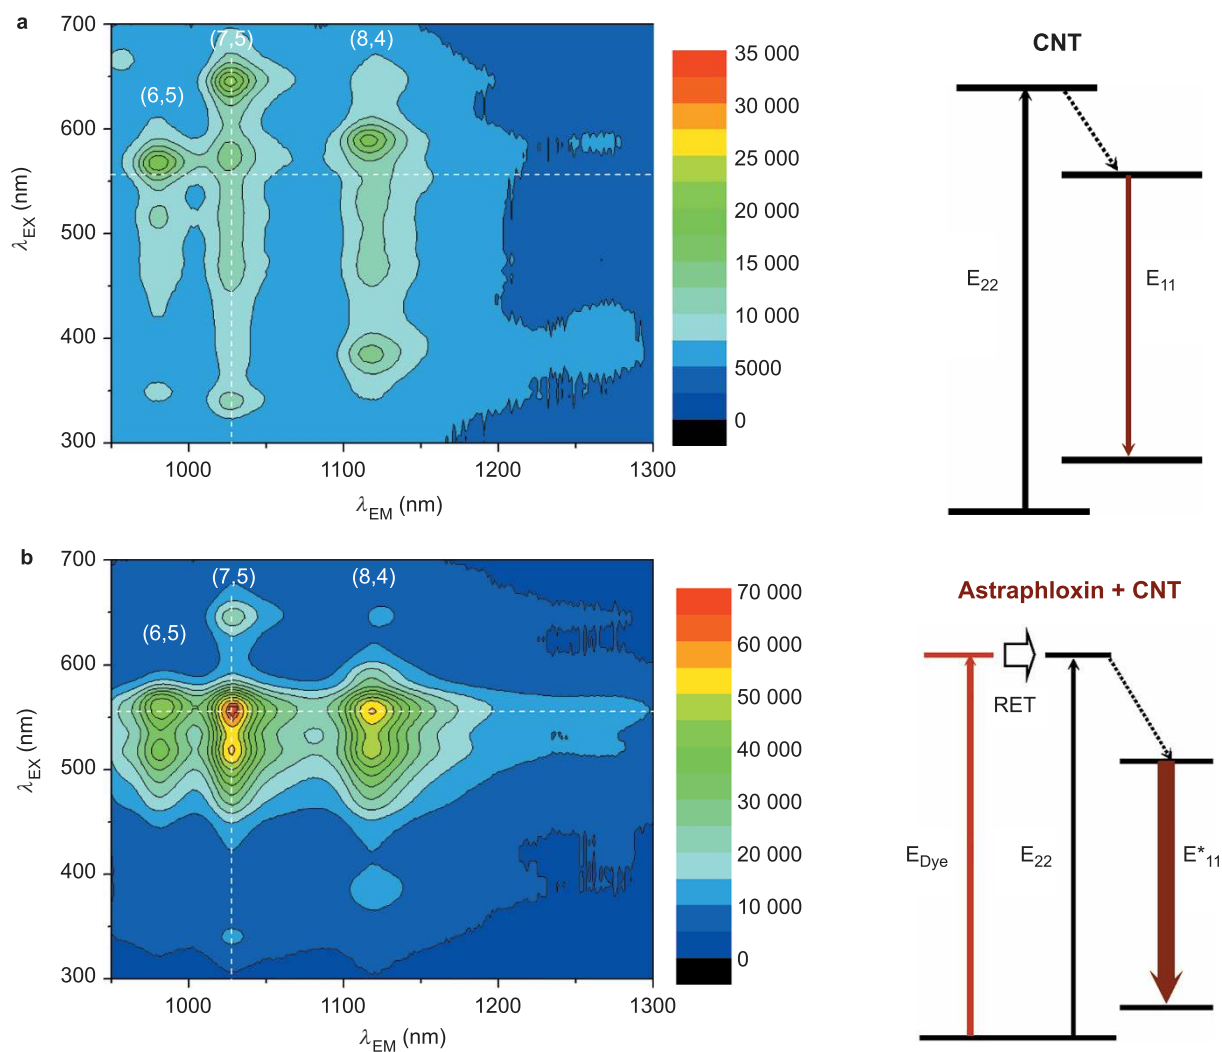 a
700
600
500
400
300
λEX (nm)
(6,5)
(7,5)
(8,4)
1000
1100
1200
1300
λEM (nm)
35 000
30 000
25 000
20 000
15 000
10 000
5000
0
CNT
E22
E11
b
700
600
500
400
300
λEX (nm)
(6,5)
(7,5)
(8,4)
1000
1100
1200
1300
λEM (nm)
70 000
60 000
50 000
40 000
30 000
20 000
10 000
0
Astraphloxin + CNT
RET
EDye
E22
E*11